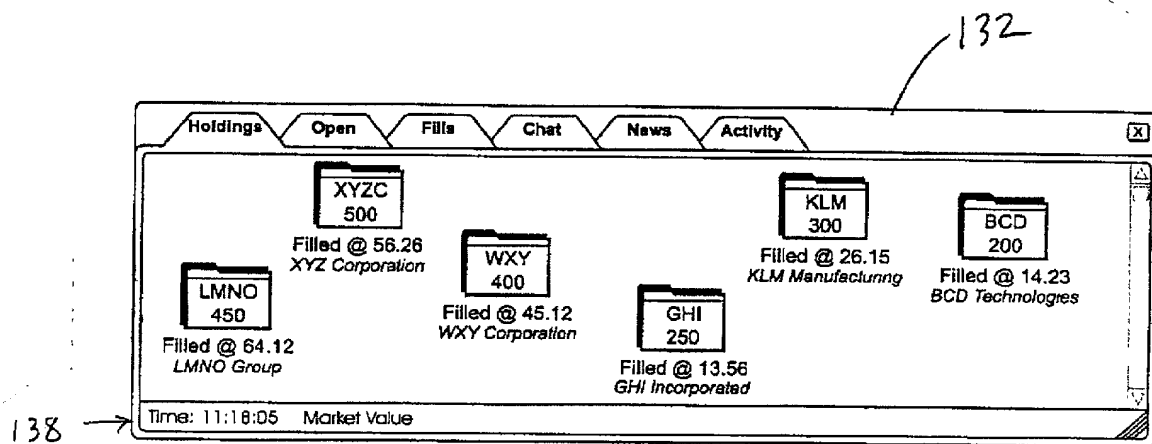 132
Holdings Open Fills Chat News Activity
XYZC
500
Filled @ 56.26
XYZ Corporation
KLM
300
Filled @ 26.15
KLM Manufacturing
BCD
200
Filled @ 14.23
BCD Technologies
WXY
400
Filled @ 45.12
WXY Corporation
LMNO
450
Filled @ 64.12
LMNO Group
GHI
250
Filled @ 13.56
GHI Incorporated
Time: 11:18:05 Market Value
138